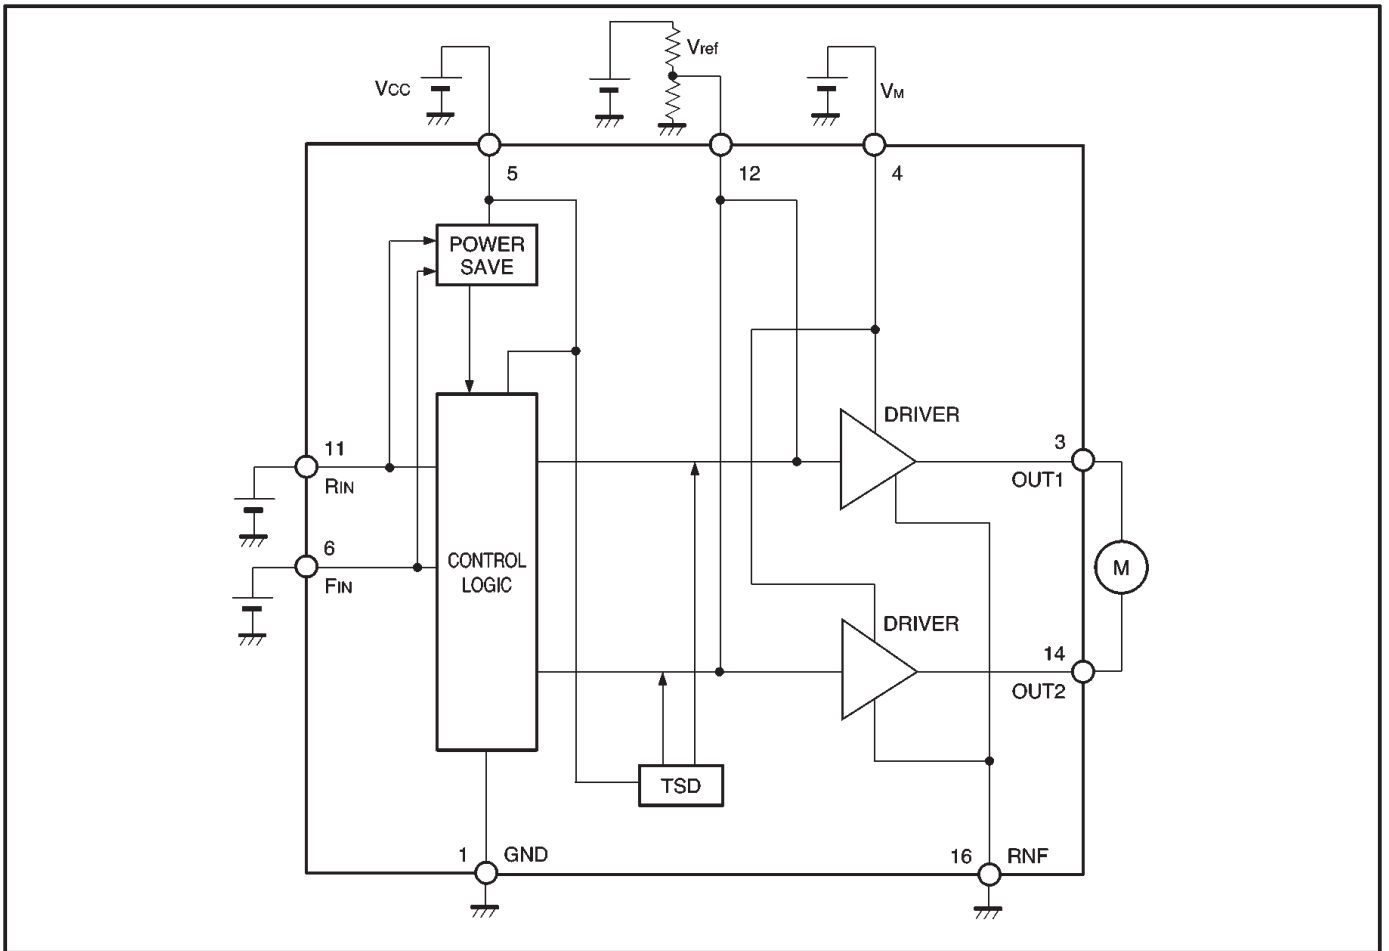 Vref
VCC
VM
5
12
4
POWER
SAVE
DRIVER
11
RIN
3
OUT1
6
FIN
CONTROL
LOGIC
M
DRIVER
14
OUT2
TSD
1
GND
16
RNF